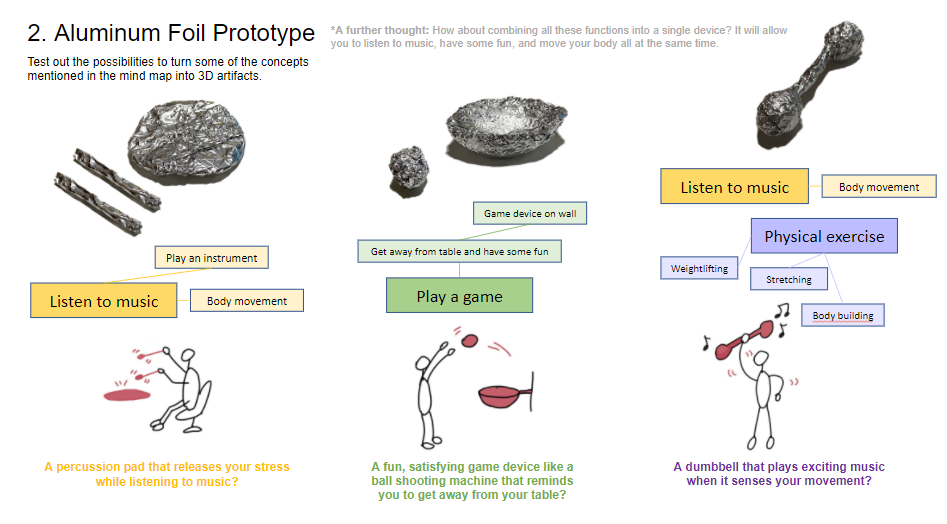 2. Aluminum Foil Prototype
Test out the possibilities to turn some of the concepts
mentioned in the mind map into 3D artifacts.
*A further thought: How about combining all these functions into a single device? It will allow
you to listen to music, have some fun, and move your body all at the same time.
Play an instrument
Listen to music
Body movement
A percussion pad that releases your stress
while listening to music?
Game device on wall
Get away from table and have some fun
Play a game
A fun, satisfying game device like a
ball shooting machine that reminds
you to get away from your table?
Listen to music
Body movement
Physical exercise
Weightlifting
Stretching
Body building
A dumbbell that plays exciting music
when it senses your movement?